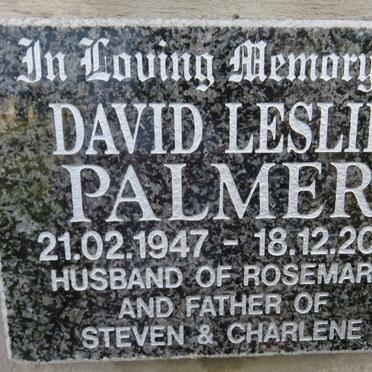 In Loving Memory
DAVID LESLIE
PALMER
21.02.1947 - 18.12.20
HUSBAND OF ROSEMAR
AND FATHER OF
STEVEN & CHARLENE